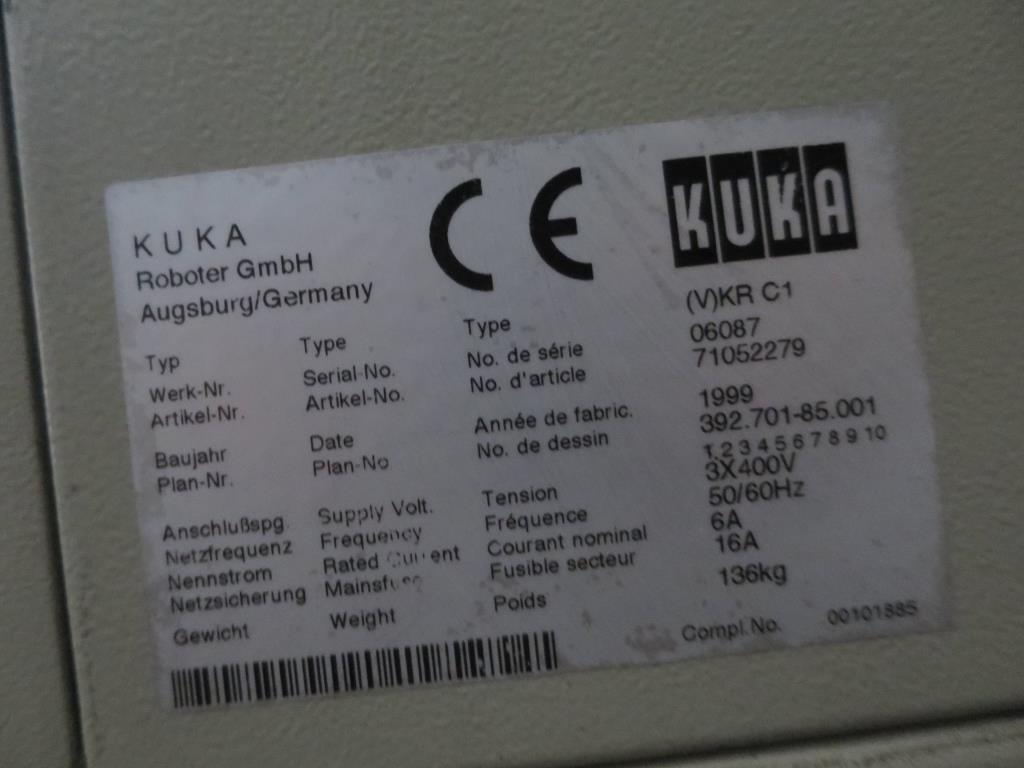 KUKA
Roboter GmbH
Augsburg/Germany
CE
KUKA
Typ Type Type (V)KR C1
Werk-Nr. Serial-No. No. de série 06087
Artikel-Nr. Artikel-No. No. d'article 71052279
Baujahr Date Année de fabric. 1999
Plan-Nr. Plan-No No. de dessin 392.701-85.001
1 2 3 4 5 6 7 8 9 10
Anschlußspg. Supply Volt. Tension 3X400V
Netzfrequenz Frequency Fréquence 50/60Hz
Nennstrom Rated Current Courant nominal 6A
Netzsicherung Mainsfuse Fusible secteur 16A
Gewicht Weight Poids 136kg
Compl.No. 00101885